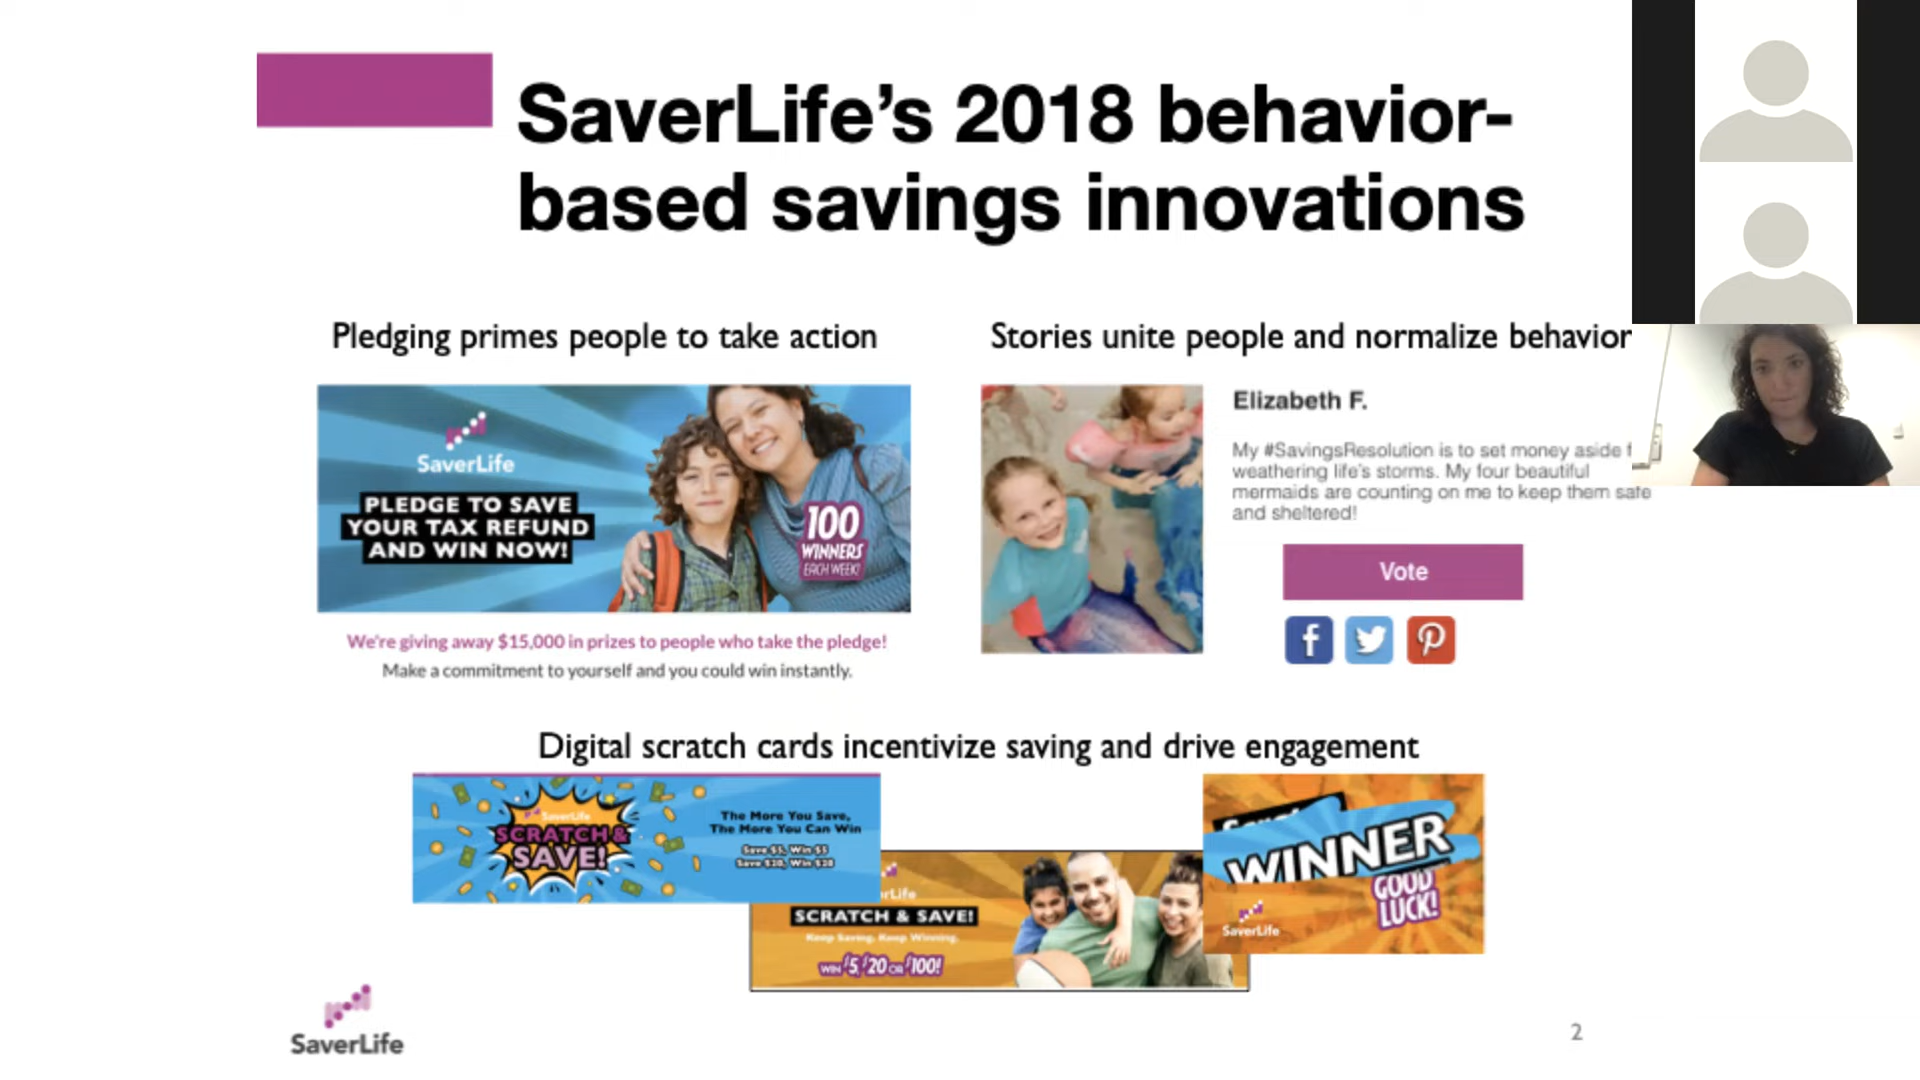 SaverLife’s 2018 behavior-
based savings innovations
Pledging primes people to take action
SaverLife
PLEDGE TO SAVE
YOUR TAX REFUND
AND WIN NOW!
100
WINNERS
EACH WEEK!
We're giving away $15,000 in prizes to people who take the pledge!
Make a commitment to yourself and you could win instantly.
Stories unite people and normalize behavior
Elizabeth F.
My #SavingsResolution is to set money aside f
weathering life's storms. My four beautiful
mermaids are counting on me to keep them safe
and sheltered!
Vote
Digital scratch cards incentivize saving and drive engagement
SaverLife
SCRATCH &
SAVE!
The More You Save,
The More You Can Win
Save $5, Win $5
Save $20, Win $20
rLife
SCRATCH & SAVE!
Keep Saving. Keep Winning.
WIN $5, $20 OR $100!
WINNER
GOOD
LUCK!
SaverLife
SaverLife
2